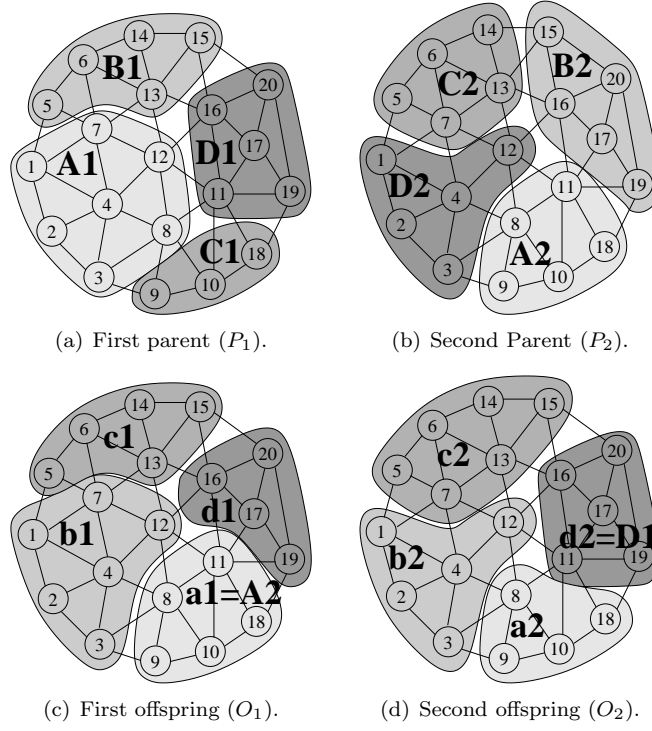 14 15
6 B1
20
5 13
16
7
12 D1 17
1 A1
4 11 19
2 8
C1 18
3 10
9
(a) First parent (P1).
14 15
6 B2
C2 20
5 13
16
7
12 17
1
D2 4 11 19
2 8
A2 18
3 10
9
(b) Second Parent (P2).
14 15
6 c1
20
5 13
16
7 d1 17
12
1 b1
4 11 19
2 8 a1=A2
18
3 10
9
(c) First offspring (O1).
14 15
6
c2 20
5 13
16
7
12 17
1 d2=D1
b2 4 11 19
2 8
a2 18
3 10
9
(d) Second offspring (O2).